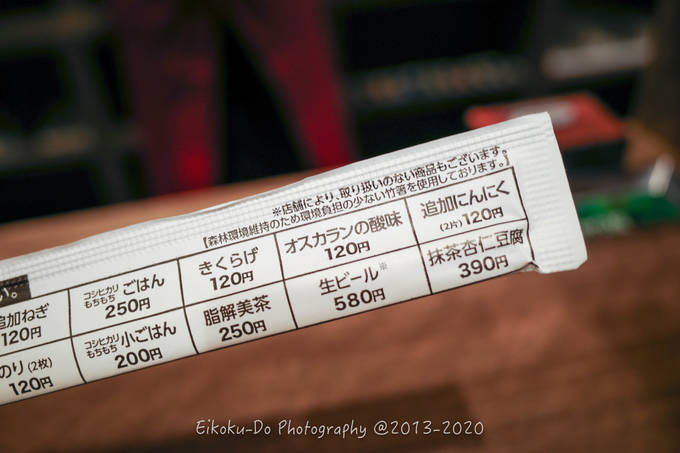 ※店舗により、取り扱いのない商品もございます。
【森林環境維持のため環境負担の少ない竹箸を使用しております。】
い。
追加ねぎ
120円
コシヒカリ
もちもち ごはん
250円
きくらげ
120円
オスカランの酸味
120円
追加にんにく
(2片) 120円
のり (2枚)
120円
コシヒカリ
もちもち 小ごはん
200円
脂解美茶
250円
生ビール※
580円
抹茶杏仁豆腐
390円
Eikoku-Do Photography @2013-2020